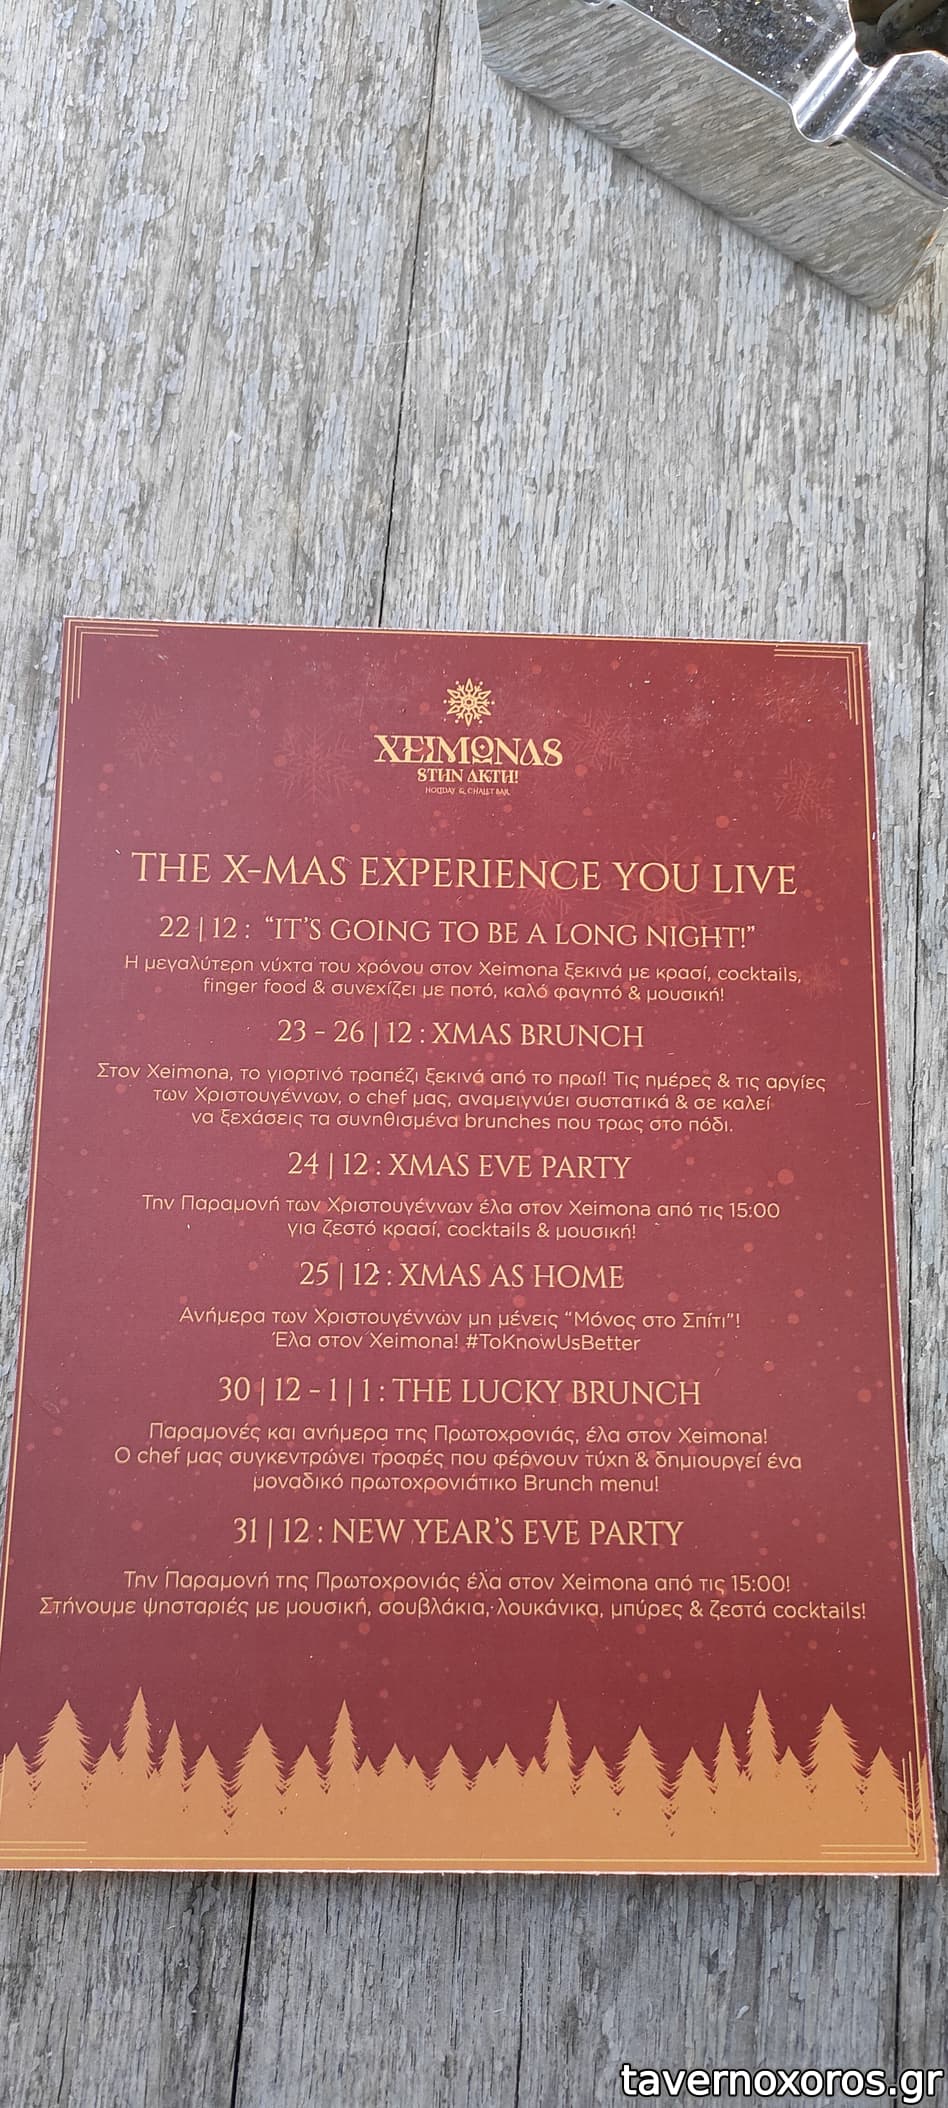 XEIMΩNAS
ΣTHN AKTH!
HOLIDAY & CHALET BAR
THE X-MAS EXPERIENCE YOU LIVE
22 | 12 : “IT’S GOING TO BE A LONG NIGHT!”
Η μεγαλύτερη νύχτα του χρόνου στον Xeimona ξεκινά με κρασί, cocktails,
finger food & συνεχίζει με ποτό, καλό φαγητό & μουσική!
23 - 26 | 12 : XMAS BRUNCH
Στον Xeimona, το γιορτινό τραπέζι ξεκινά από το πρωί! Τις ημέρες & τις αργίες
των Χριστουγέννων, ο chef μας, αναμειγνύει συστατικά & σε καλεί
να ξεχάσεις τα συνηθισμένα brunches που τρως στο πόδι.
24 | 12 : XMAS EVE PARTY
Την Παραμονή των Χριστουγέννων έλα στον Xeimona από τις 15:00
για ζεστό κρασί, cocktails & μουσική!
25 | 12 : XMAS AS HOME
Ανήμερα των Χριστουγέννων μη μένεις “Μόνος στο Σπίτι”!
Έλα στον Xeimona! #ToKnowUsBetter
30 | 12 - 1 | 1 : THE LUCKY BRUNCH
Παραμονές και ανήμερα της Πρωτοχρονιάς, έλα στον Xeimona!
Ο chef μας συγκεντρώνει τροφές που φέρνουν τύχη & δημιουργεί ένα
μοναδικό πρωτοχρονιάτικο Brunch menu!
31 | 12 : NEW YEAR’S EVE PARTY
Την Παραμονή της Πρωτοχρονιάς έλα στον Xeimona από τις 15:00!
Στήνουμε ψησταριές με μουσική, σουβλάκια, λουκάνικα, μπύρες & ζεστά cocktails!
tavernoxoros.gr